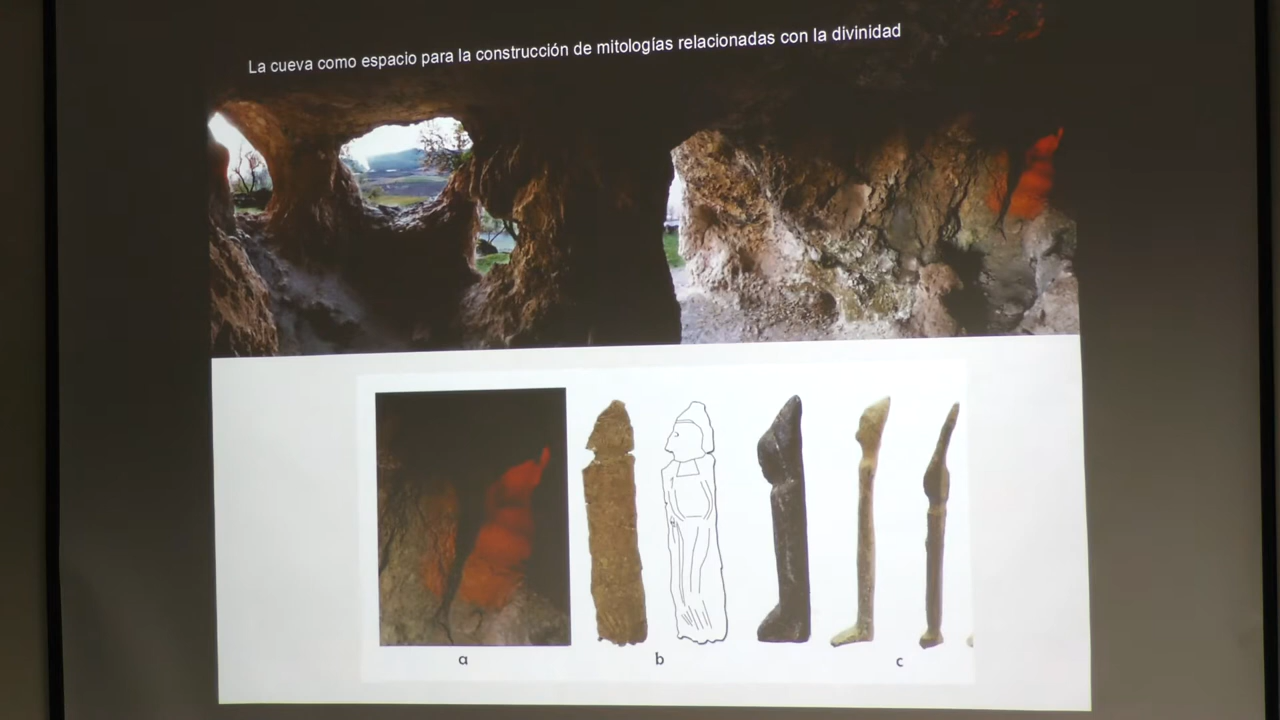 La cueva como espacio para la construcción de mitologías relacionadas con la divinidad
a
b
c